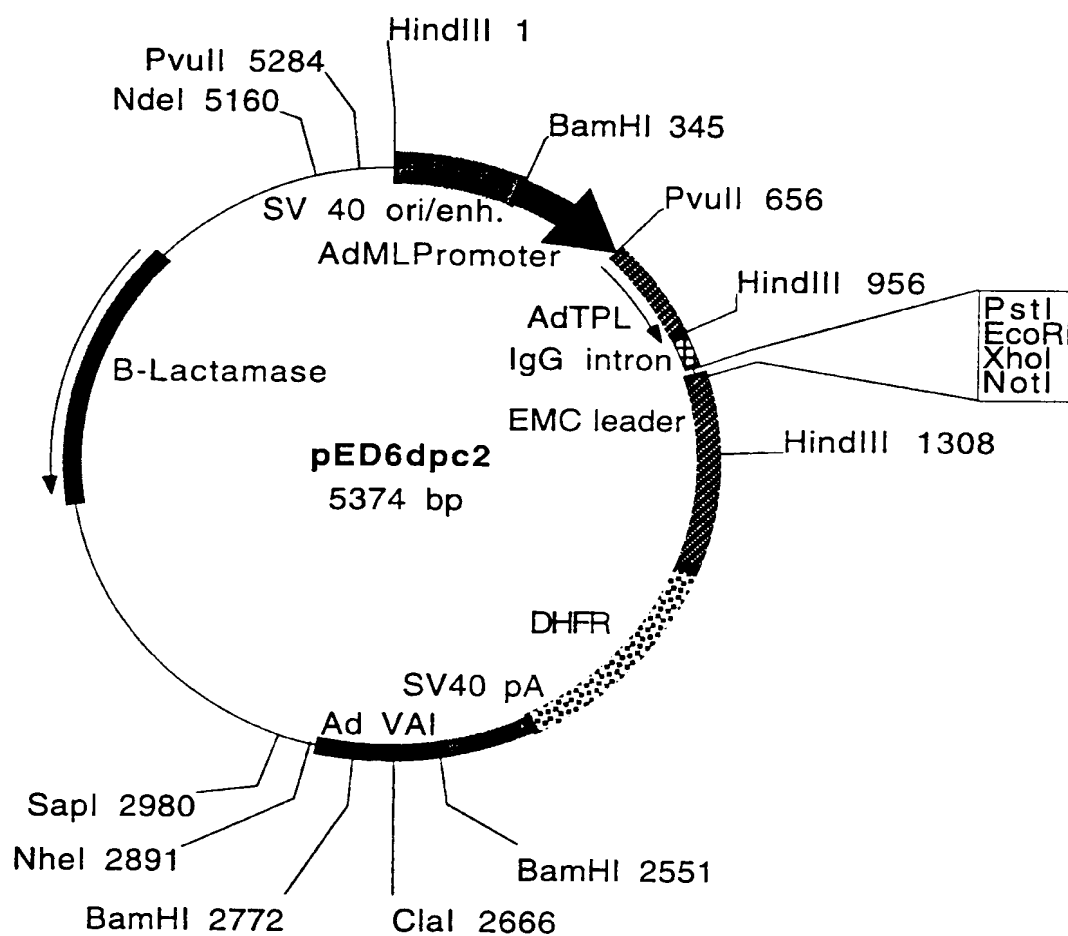 HindIII 1
PvuII 5284
NdeI 5160
BamHI 345
PvuII 656
SV 40 ori/enh.
AdMLPromoter
HindIII 956
AdTPL
IgG intron
PstI
EcoRI
XhoI
NotI
B-Lactamase
EMC leader
HindIII 1308
pED6dpc2
5374 bp
DHFR
SV40 pA
Ad VAI
SapI 2980
NheI 2891
BamHI 2551
BamHI 2772
ClaI 2666